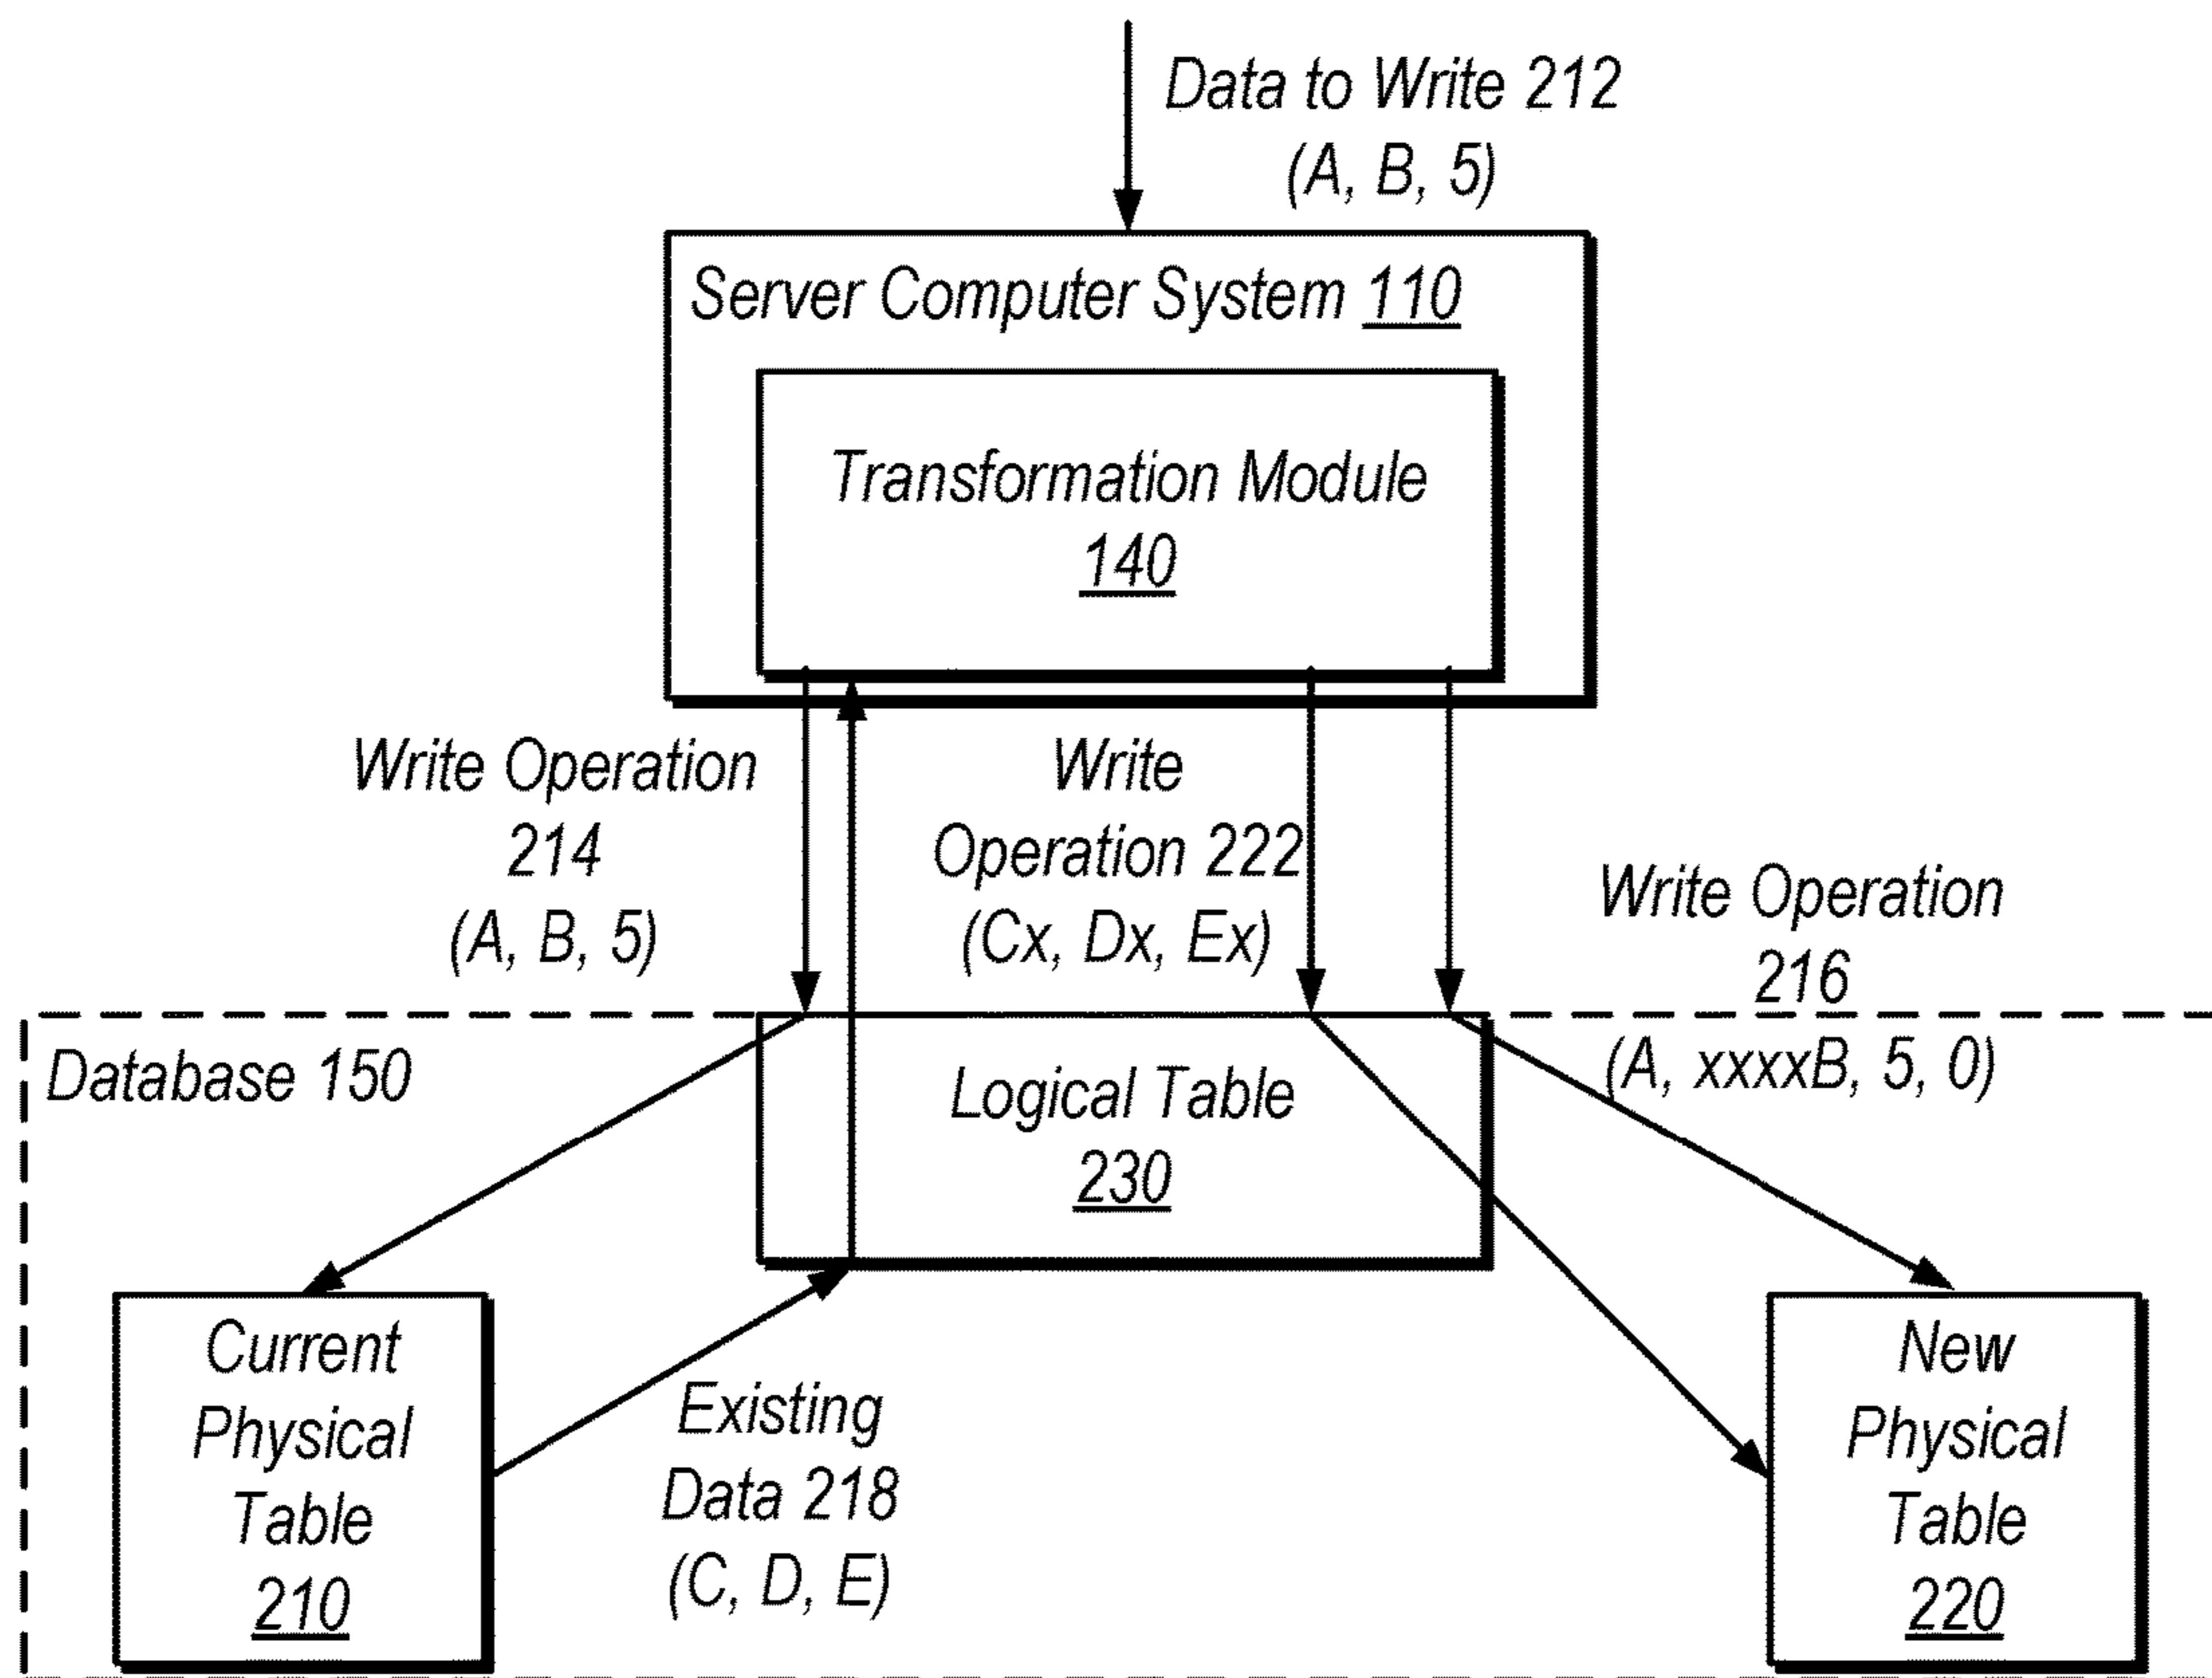 Data to Write 212
(A, B, 5)
Server Computer System 110
Transformation Module
140
Write Operation
214
(A, B, 5)
Write
Operation 222
(Cx, Dx, Ex)
Write Operation
216
(A, xxxxB, 5, 0)
Database 150
Logical Table
230
Current
Physical
Table
210
Existing
Data 218
(C, D, E)
New
Physical
Table
220